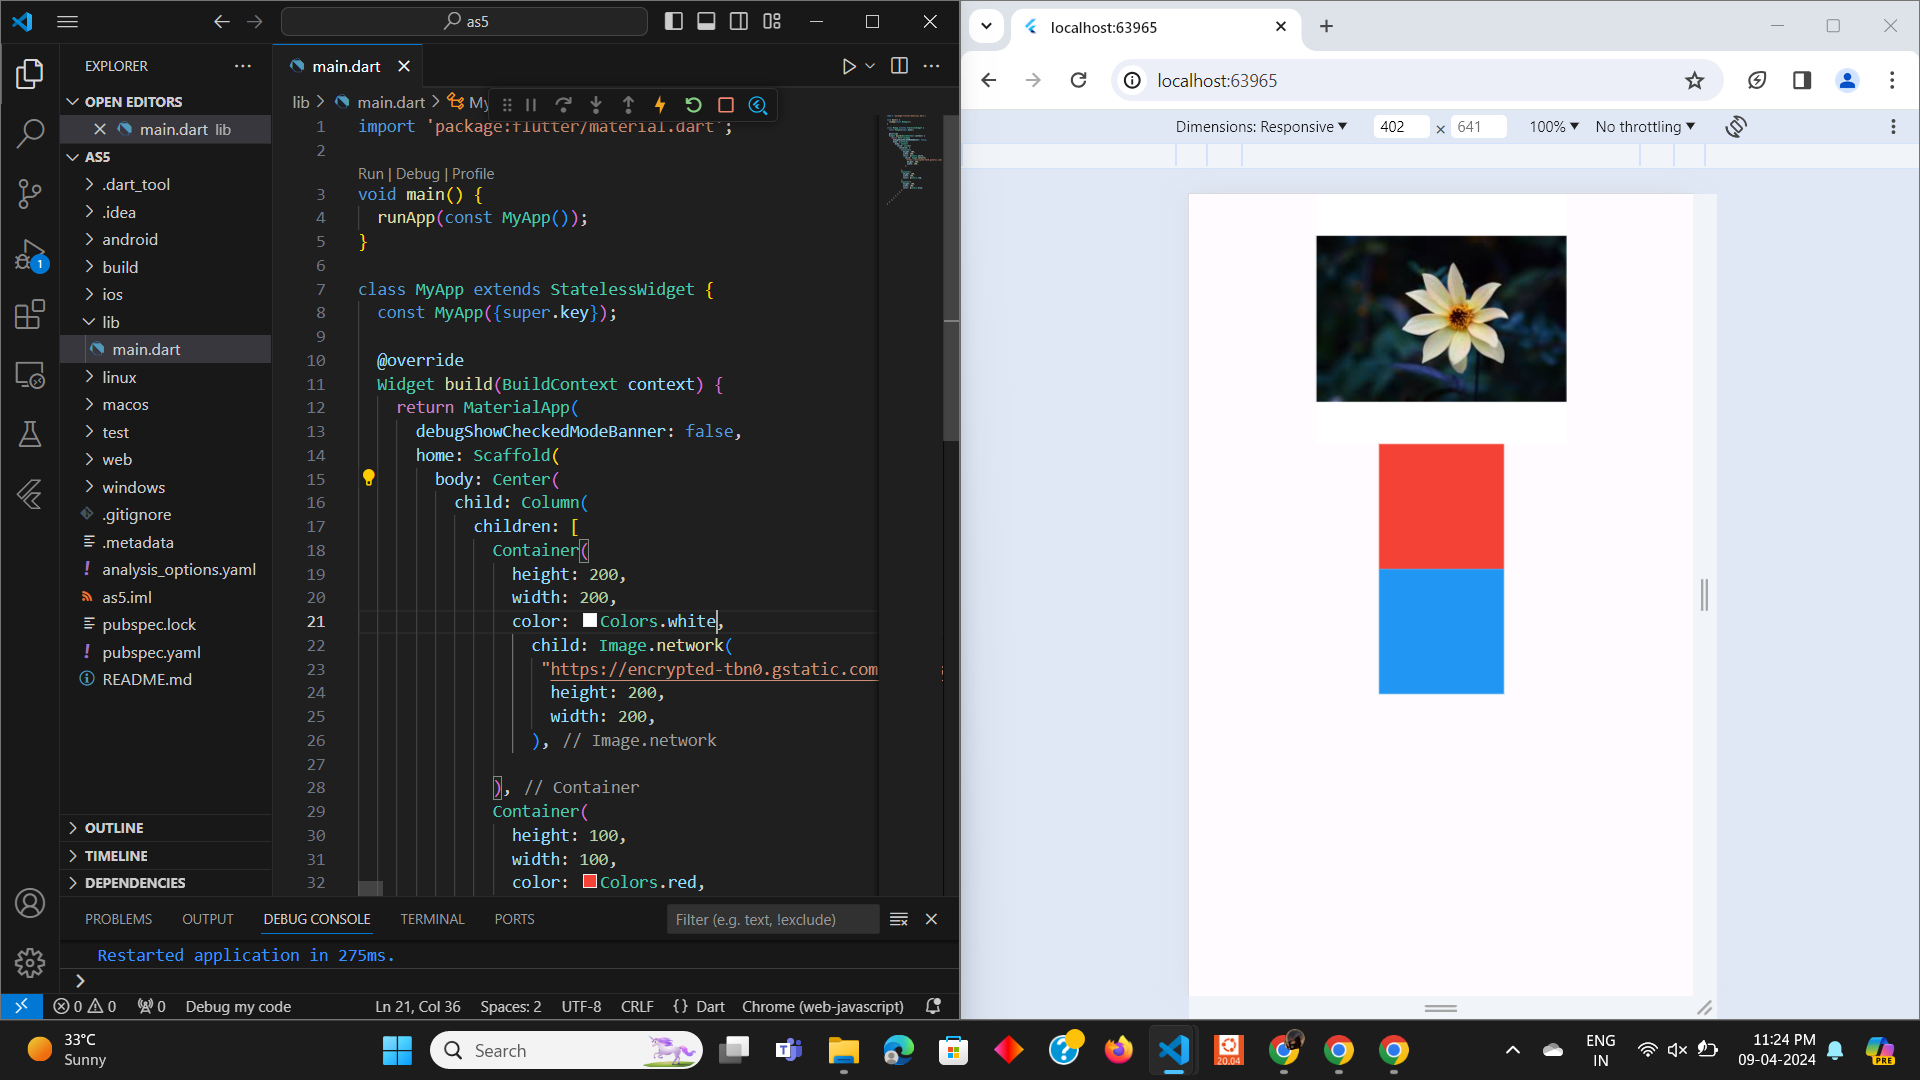 as5
EXPLORER
OPEN EDITORS
main.dart lib
AS5
.dart_tool
.idea
android
build
ios
lib
main.dart
linux
macos
test
web
windows
.gitignore
.metadata
analysis_options.yaml
as5.iml
pubspec.lock
pubspec.yaml
README.md
OUTLINE
TIMELINE
DEPENDENCIES
1
main.dart
lib > main.dart > My
1 import 'package:flutter/material.dart';
2
Run | Debug | Profile
3 void main() {
4 runApp(const MyApp());
5 }
6
7 class MyApp extends StatelessWidget {
8 const MyApp({super.key});
9
10 @override
11 Widget build(BuildContext context) {
12 return MaterialApp(
13 debugShowCheckedModeBanner: false,
14 home: Scaffold(
15 body: Center(
16 child: Column(
17 children: [
18 Container(
19 height: 200,
20 width: 200,
21 color: Colors.white,
22 child: Image.network(
23 "https://encrypted-tbn0.gstatic.com
24 height: 200,
25 width: 200,
26 ), // Image.network
27
28 ), // Container
29 Container(
30 height: 100,
31 width: 100,
32 color: Colors.red,
PROBLEMS OUTPUT DEBUG CONSOLE TERMINAL PORTS Filter (e.g. text, !exclude)
Restarted application in 275ms.
0 0 0 Debug my code Ln 21, Col 36 Spaces: 2 UTF-8 CRLF {} Dart Chrome (web-javascript)
localhost:63965
localhost:63965
Dimensions: Responsive 402 × 641 100% No throttling
33°C
Sunny
Search
20.04
ENG
IN
11:24 PM
09-04-2024
PRE